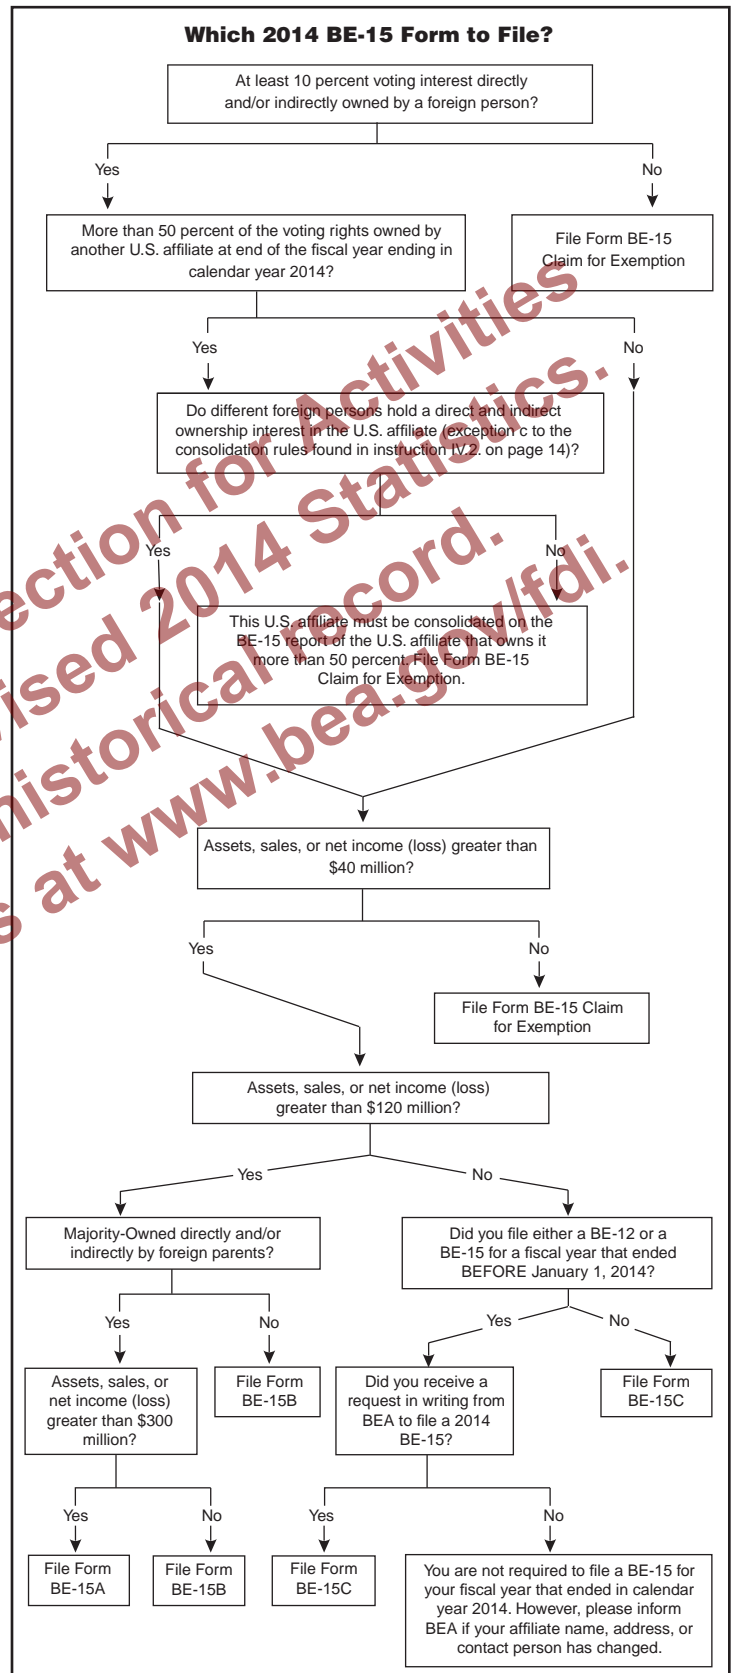 Which 2014 BE-15 Form to File?
At least 10 percent voting interest directly
and/or indirectly owned by a foreign person?
Yes
No
More than 50 percent of the voting rights owned by
another U.S. affiliate at end of the fiscal year ending in
calendar year 2014?
File Form BE-15
Claim for Exemption
Yes
No
Do different foreign persons hold a direct and indirect
ownership interest in the U.S. affiliate (exception c to the
consolidation rules found in instruction IV.2. on page 14)?
Yes
No
This U.S. affiliate must be consolidated on the
BE-15 report of the U.S. affiliate that owns it
more than 50 percent. File Form BE-15
Claim for Exemption.
Assets, sales, or net income (loss) greater than
$40 million?
Yes
No
File Form BE-15 Claim
for Exemption
Assets, sales, or net income (loss)
greater than $120 million?
Yes
No
Majority-Owned directly and/or
indirectly by foreign parents?
Did you file either a BE-12 or a
BE-15 for a fiscal year that ended
BEFORE January 1, 2014?
Yes
No
Yes
No
Assets, sales, or
net income (loss)
greater than $300
million?
File Form
BE-15B
Did you receive a
request in writing from
BEA to file a 2014
BE-15?
File Form
BE-15C
Yes
No
Yes
No
File Form
BE-15A
File Form
BE-15B
File Form
BE-15C
You are not required to file a BE-15 for
your fiscal year that ended in calendar
year 2014. However, please inform
BEA if your affiliate name, address, or
contact person has changed.
ection for Activities
ised 2014 Statistics.
historical record.
s at www.bea.gov/fdi.